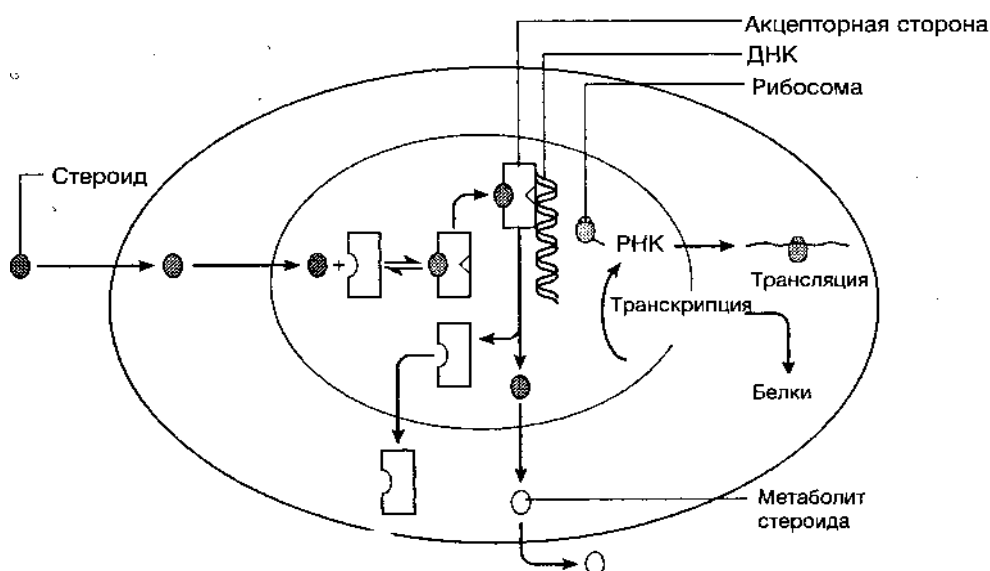 Акцепторная сторона
ДНК
Рибосома
Стероид
+
РНК
Трансляция
Транскрипция
Белки
Метаболит
стероида